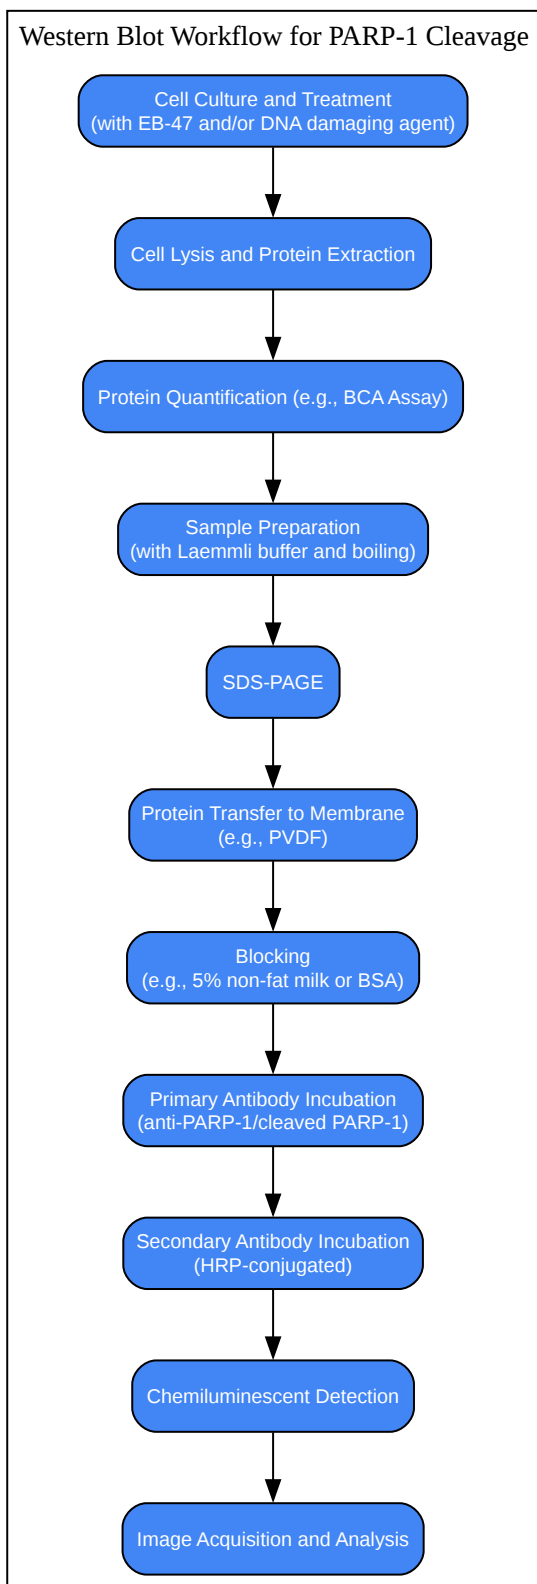 Western Blot Workflow for PARP-1 Cleavage
Cell Culture and Treatment
(with EB-47 and/or DNA damaging agent)
Cell Lysis and Protein Extraction
Protein Quantification (e.g., BCA Assay)
Sample Preparation
(with Laemmli buffer and boiling)
SDS-PAGE
Protein Transfer to Membrane
(e.g., PVDF)
Blocking
(e.g., 5% non-fat milk or BSA)
Primary Antibody Incubation
(anti-PARP-1/cleaved PARP-1)
Secondary Antibody Incubation
(HRP-conjugated)
Chemiluminescent Detection
Image Acquisition and Analysis